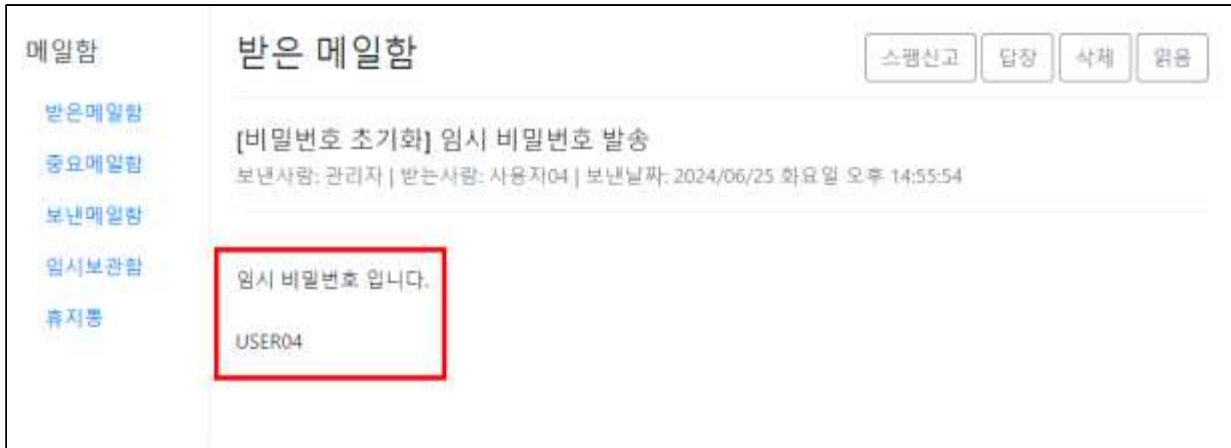 메일함
받은메일함
중요메일함
보낸메일함
임시보관함
휴지통
받은 메일함
스팸신고 답장 삭제 읽음
[비밀번호 초기화] 임시 비밀번호 발송
보낸사람: 관리자 | 받는사람: 사용자04 | 보낸날짜: 2024/06/25 화요일 오후 14:55:54
임시 비밀번호 입니다.
USER04